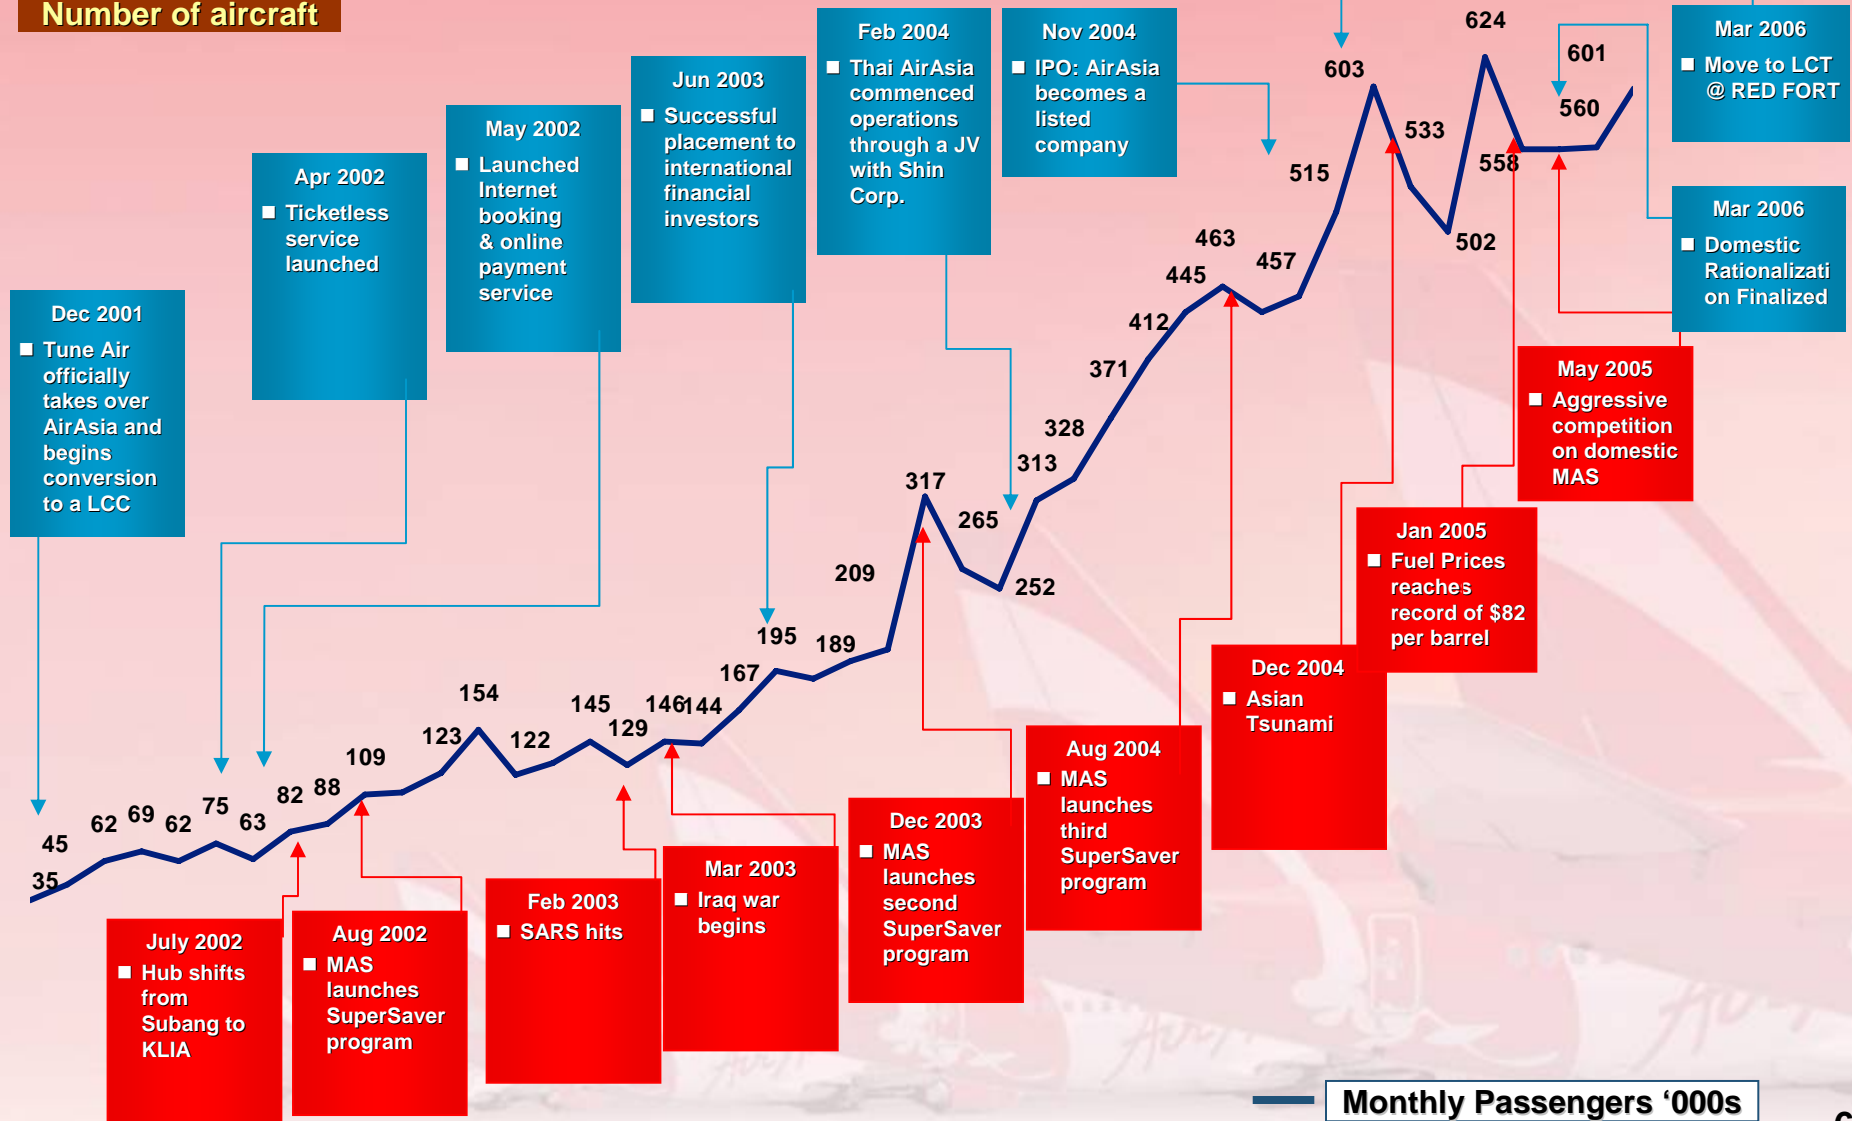 Number of aircraft
Dec 2001
Tune Air
officially
takes over
AirAsia and
begins
conversion
to a LCC
Apr 2002
Ticketless
service
launched
May 2002
Launched
Internet
booking
& online
payment
service
Jun 2003
Successful
placement to
international
financial
investors
Feb 2004
Thai AirAsia
commenced
operations
through a JV
with Shin
Corp.
Nov 2004
IPO: AirAsia
becomes a
listed
company
Mar 2006
Move to LCT
@ RED FORT
Mar 2006
Domestic
Rationalizati
on Finalized
35
45
62
69
62
75
63
82
88
109
123
154
122
145
129
146
144
167
195
189
209
317
265
252
313
328
371
412
445
463
457
515
603
533
502
624
558
560
601
July 2002
Hub shifts
from
Subang to
KLIA
Aug 2002
MAS
launches
SuperSaver
program
Feb 2003
SARS hits
Mar 2003
Iraq war
begins
Dec 2003
MAS
launches
second
SuperSaver
program
Aug 2004
MAS
launches
third
SuperSaver
program
Dec 2004
Asian
Tsunami
Jan 2005
Fuel Prices
reaches
record of $82
per barrel
May 2005
Aggressive
competition
on domestic
MAS
Monthly Passengers ‘000s